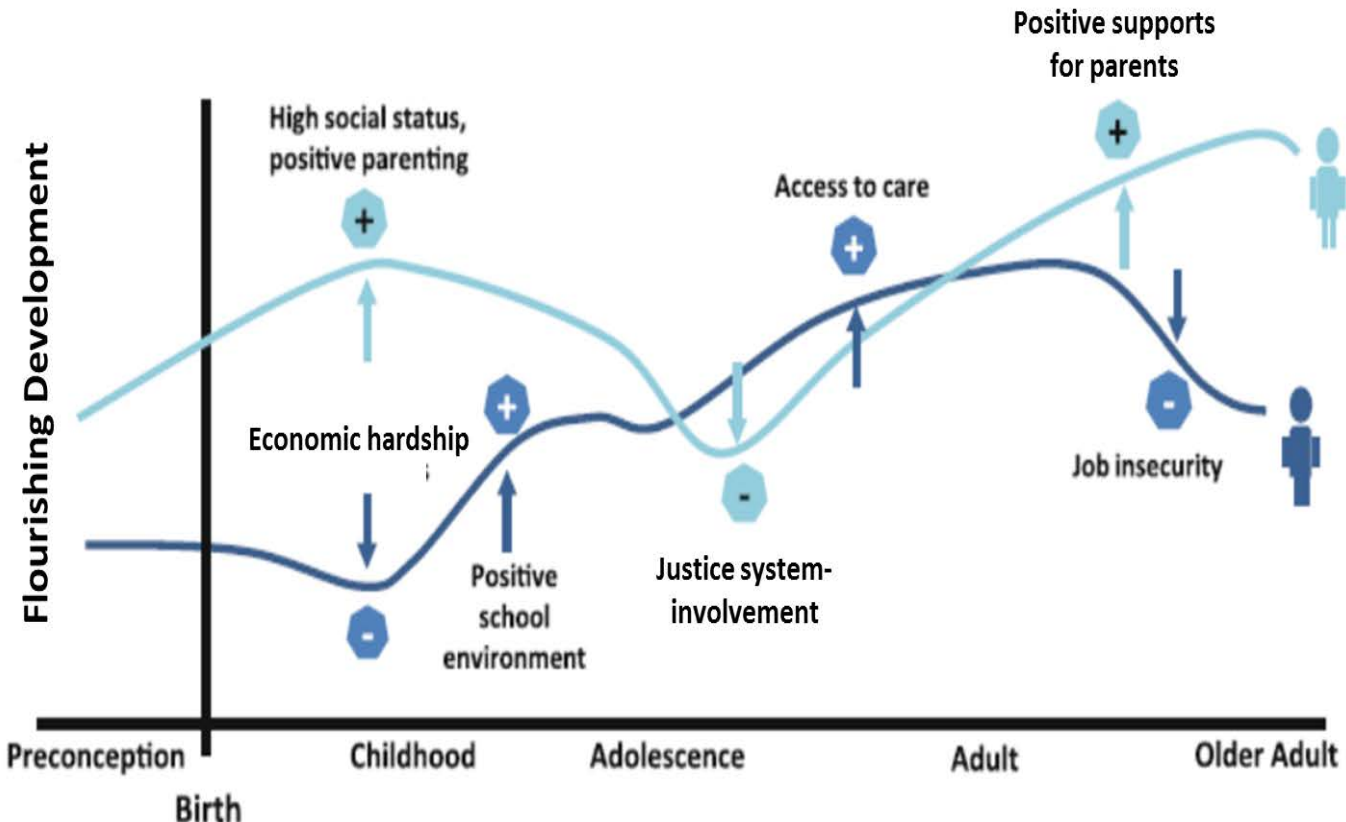 Positive supports
for parents
High social status,
positive parenting
+
+
Access to care
+
Flourishing Development
Economic hardship
;
+
-
Job insecurity
-
Positive
school
environment
Justice system-
involvement
-
Preconception
Childhood
Adolescence
Adult
Older Adult
Birth